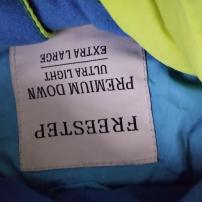 FREESTEP
PREMIUM DOWN
ULTRA LIGHT
EXTRA LARGE